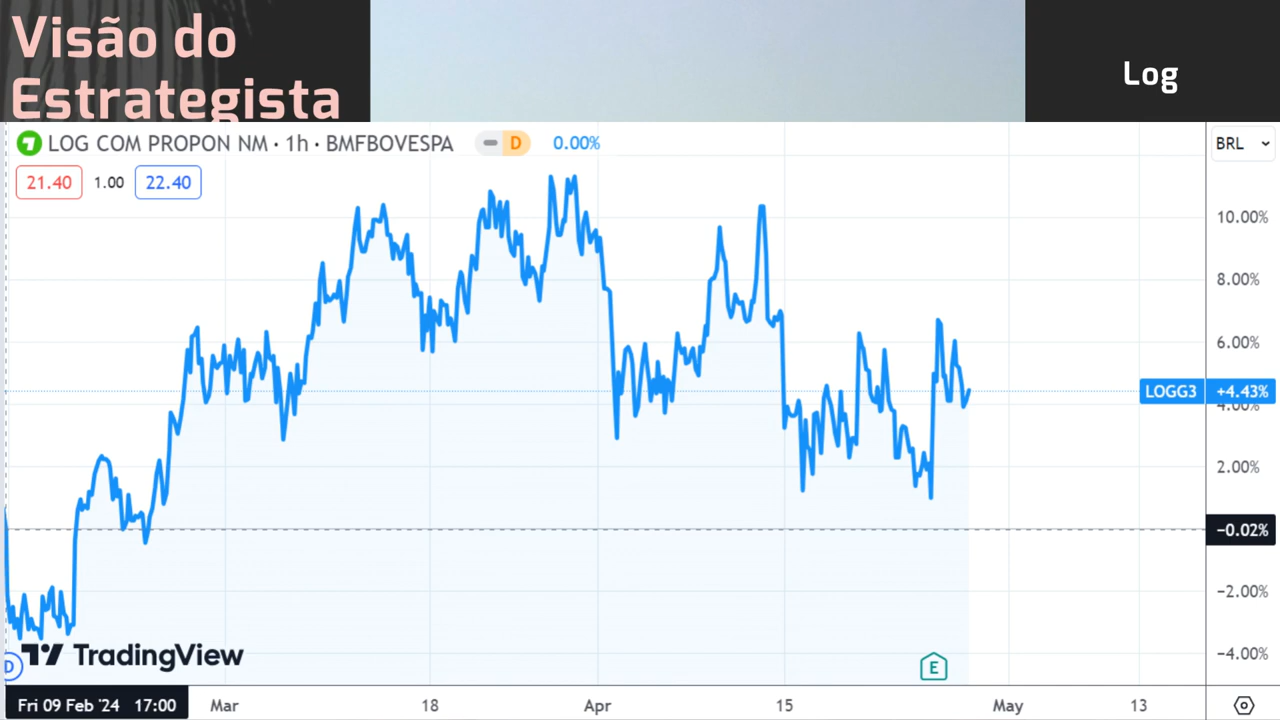 Visão do
Estrategista
Log
LOG COM PROPON NM · 1h · BMFBOVESPA
D
0.00%
BRL
21.40
1.00
22.40
10.00%
8.00%
6.00%
LOGG3
+4.43%
4.00%
2.00%
−0.02%
−2.00%
−4.00%
D
TradingView
E
Fri 09 Feb '24 17:00
Mar
18
Apr
15
May
13